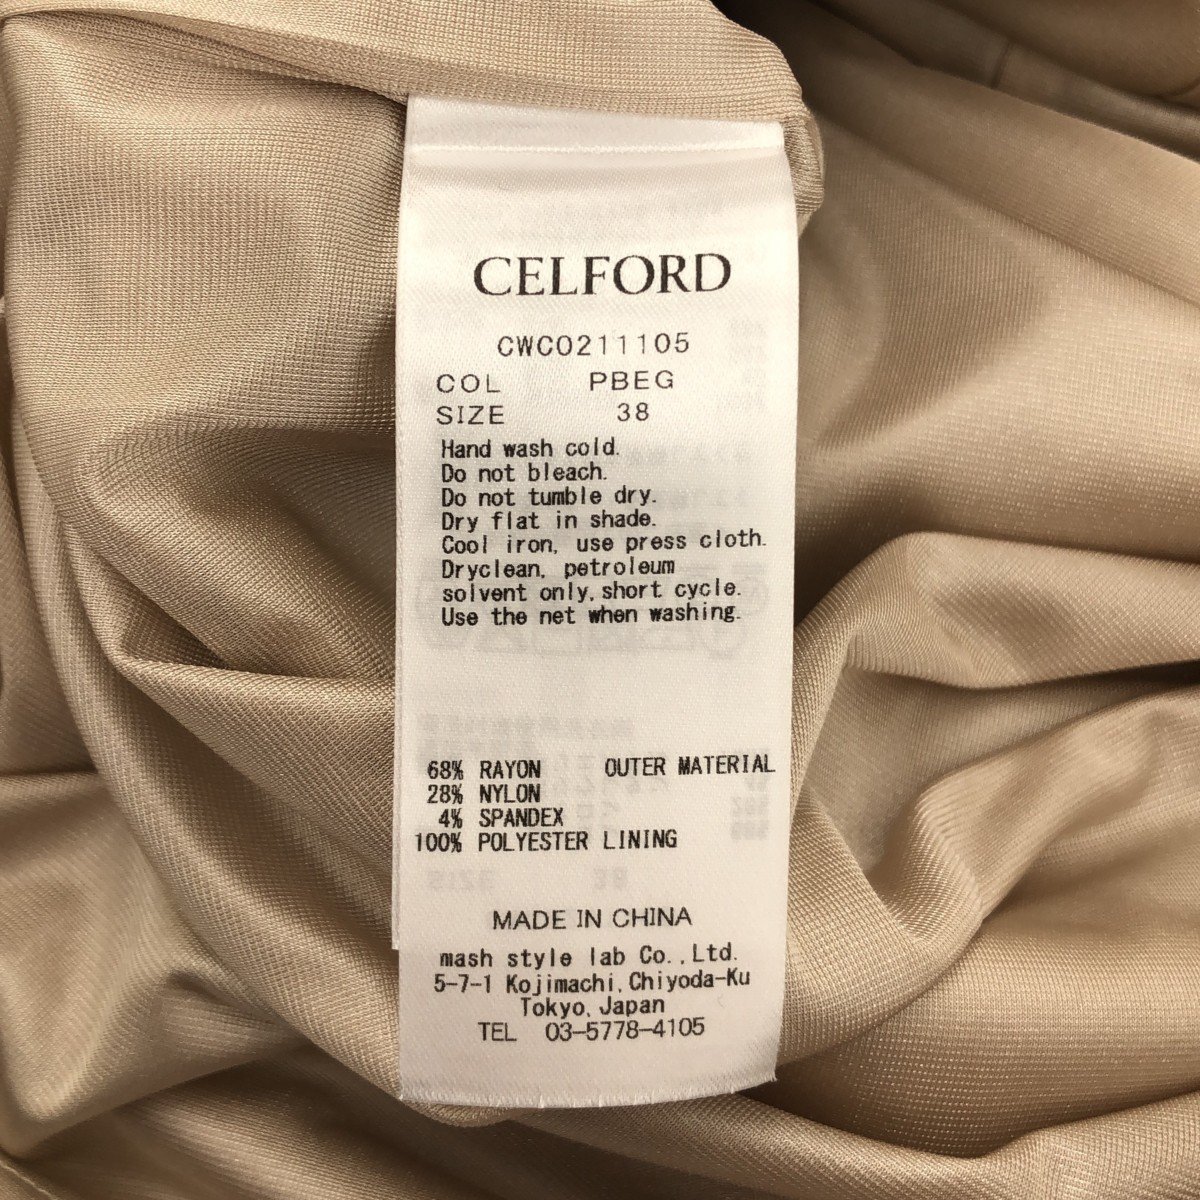 CELFORD
CWCO211105
COL PBEG
SIZE 38
Hand wash cold.
Do not bleach.
Do not tumble dry.
Dry flat in shade.
Cool iron, use press cloth.
Dryclean, petroleum
solvent only, short cycle.
Use the net when washing.
68% RAYON OUTER MATERIAL
28% NYLON
4% SPANDEX
100% POLYESTER LINING
MADE IN CHINA
mash style lab Co.,Ltd.
5-7-1 Kojimachi, Chiyoda-Ku
Tokyo, Japan
TEL 03-5778-4105